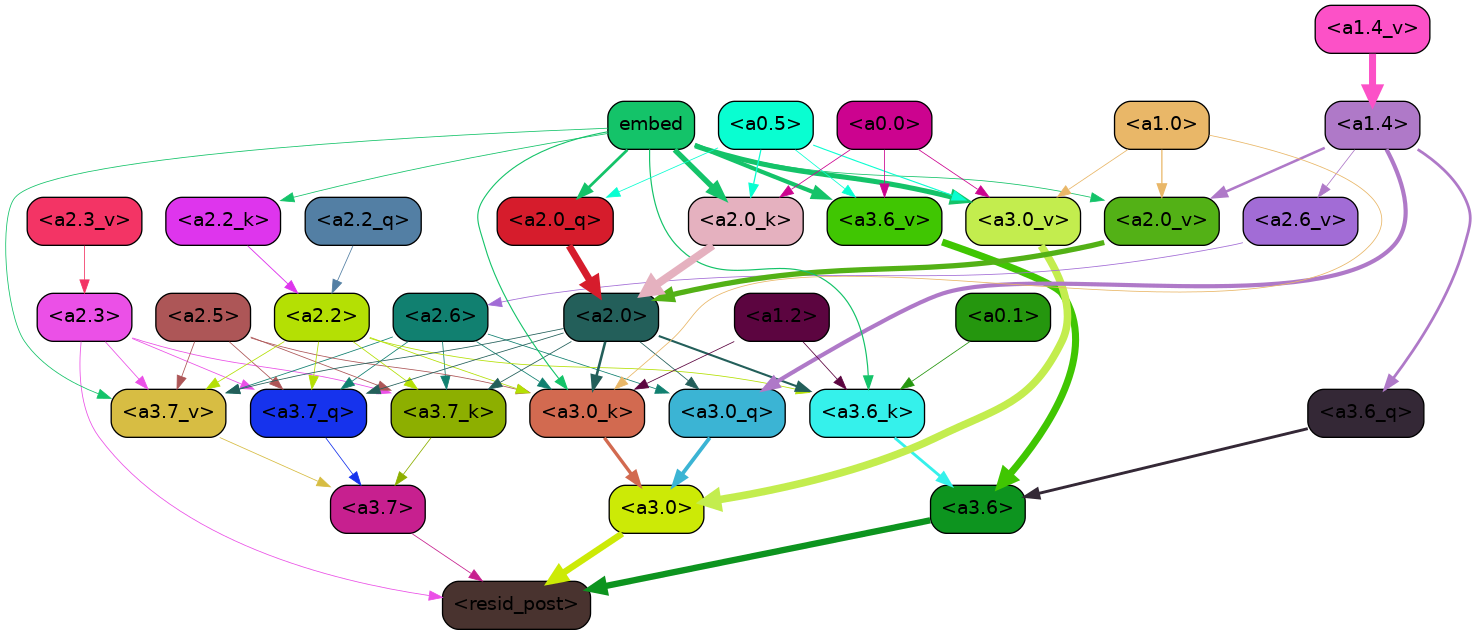 <a1.4_v>
embed
<a0.5>
<a0.0>
<a1.0>
<a1.4>
<a2.3_v>
<a2.2_k>
<a2.2_q>
<a2.0_q>
<a2.0_k>
<a3.6_v>
<a3.0_v>
<a2.0_v>
<a2.6_v>
<a2.3>
<a2.5>
<a2.2>
<a2.6>
<a2.0>
<a1.2>
<a0.1>
<a3.7_v>
<a3.7_q>
<a3.7_k>
<a3.0_k>
<a3.0_q>
<a3.6_k>
<a3.6_q>
<a3.7>
<a3.0>
<a3.6>
<resid_post>